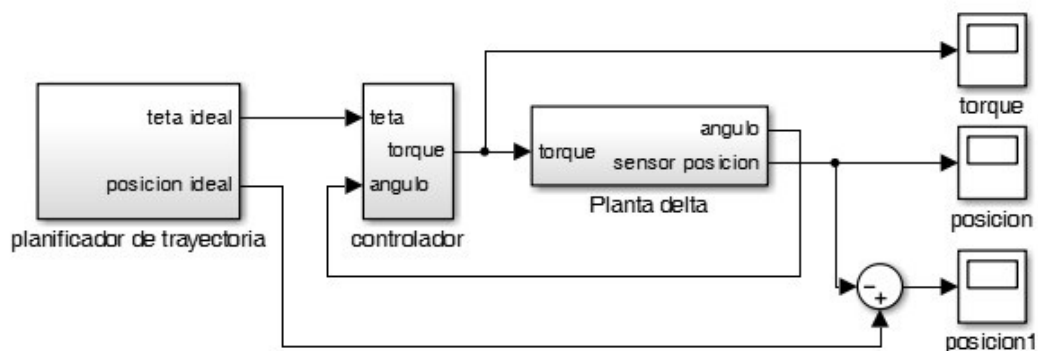 teta ideal
posicion ideal
planificador de trayectoria
teta
torque
angulo
controlador
torque
angulo
sensor posicion
Planta delta
torque
posicion
-
+
posicion1